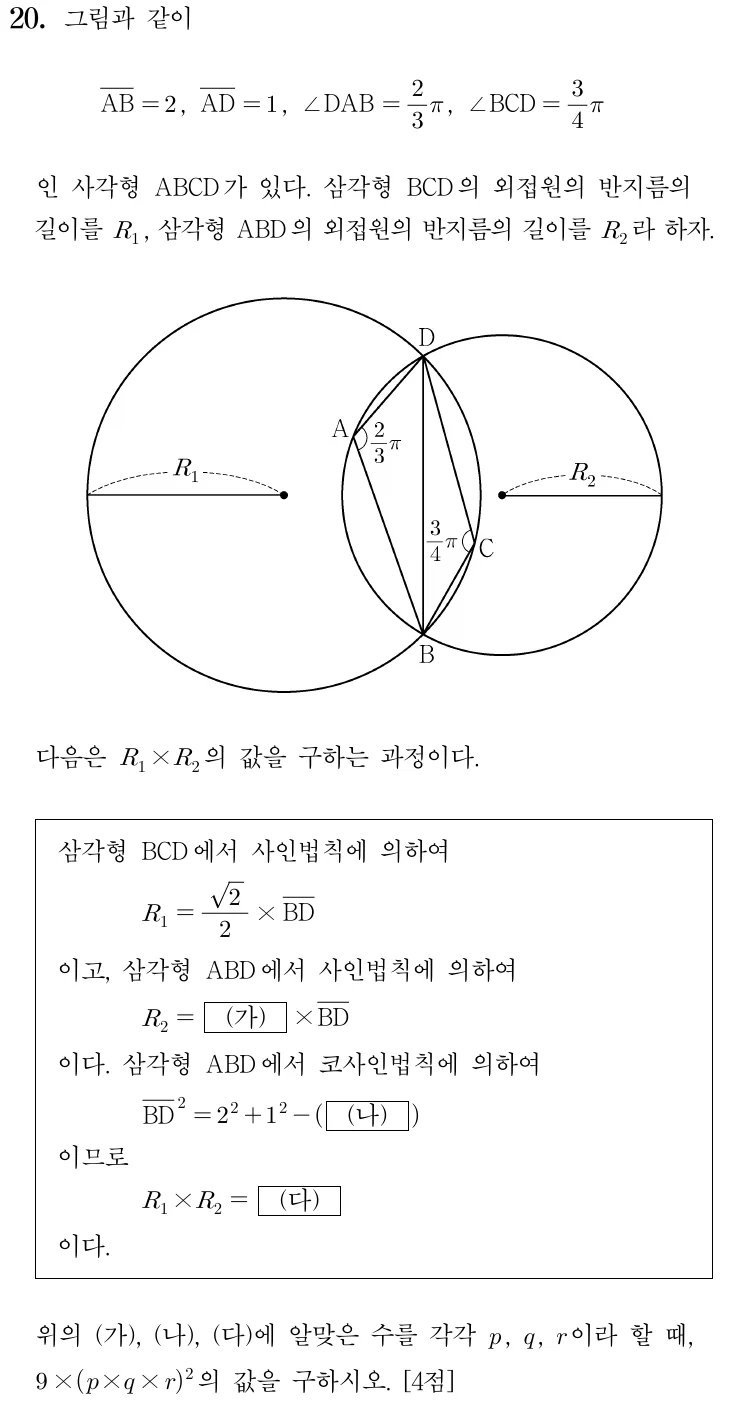 20. 그림과 같이
AB = 2, AD = 1, ∠DAB = 2/3 π, ∠BCD = 3/4 π
인 사각형 ABCD가 있다. 삼각형 BCD의 외접원의 반지름의
길이를 R₁, 삼각형 ABD의 외접원의 반지름의 길이를 R₂라 하자.
D
A
2/3 π
R₁
R₂
3/4 π
C
B
다음은 R₁×R₂의 값을 구하는 과정이다.
삼각형 BCD에서 사인법칙에 의하여
R₁ = √2/2 × BD
이고, 삼각형 ABD에서 사인법칙에 의하여
R₂ = (가) × BD
이다. 삼각형 ABD에서 코사인법칙에 의하여
BD² = 2² + 1² − ( (나) )
이므로
R₁×R₂ = (다)
이다.
위의 (가), (나), (다)에 알맞은 수를 각각 p, q, r이라 할 때,
9×(p×q×r)²의 값을 구하시오. [4점]